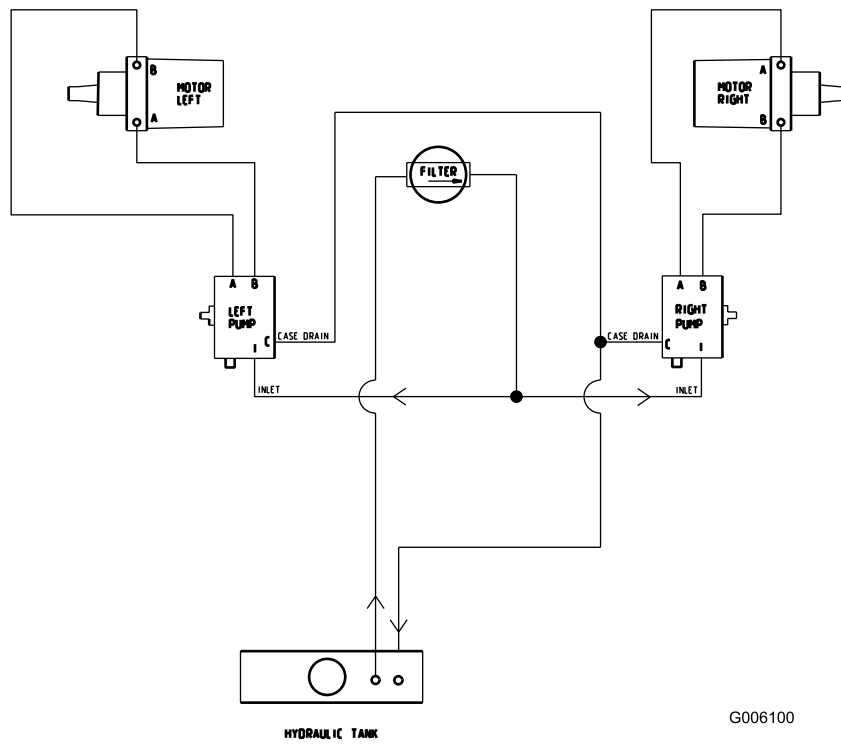 B
MOTOR
LEFT
A
A
MOTOR
RIGHT
B
FILTER
A B
LEFT
PUMP
C
I
CASE DRAIN
INLET
A B
RIGHT
PUMP
CASE DRAIN
C
I
INLET
HYDRAULIC TANK
G006100